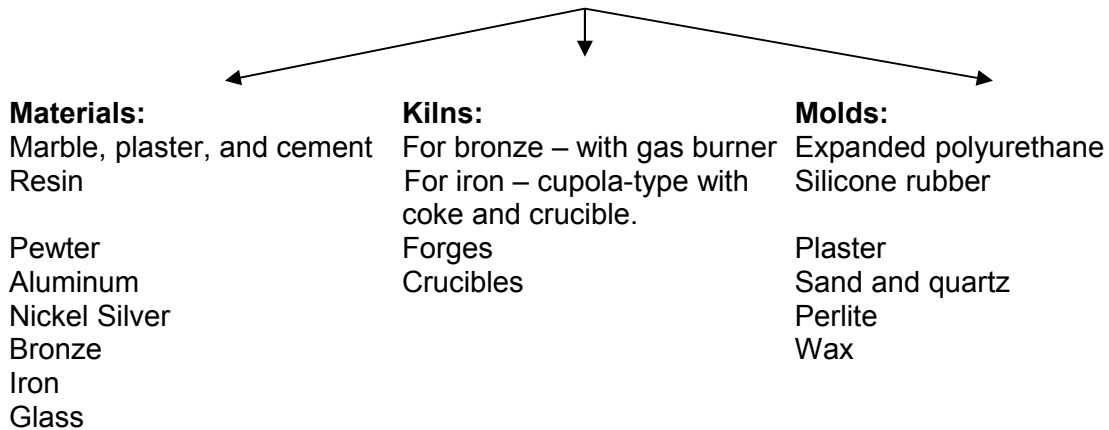 Materials:
Marble, plaster, and cement
Resin
Pewter
Aluminum
Nickel Silver
Bronze
Iron
Glass
Kilns:
For bronze – with gas burner
For iron – cupola-type with
coke and crucible.
Forges
Crucibles
Molds:
Expanded polyurethane
Silicone rubber
Plaster
Sand and quartz
Perlite
Wax